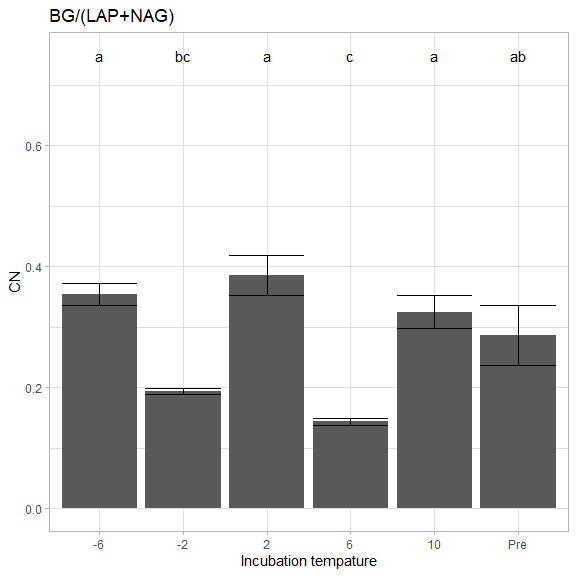 BG/(LAP+NAG)
a bc a c a ab
0.6
0.4
0.2
0.0
CN
-6 -2 2 6 10 Pre
Incubation tempature